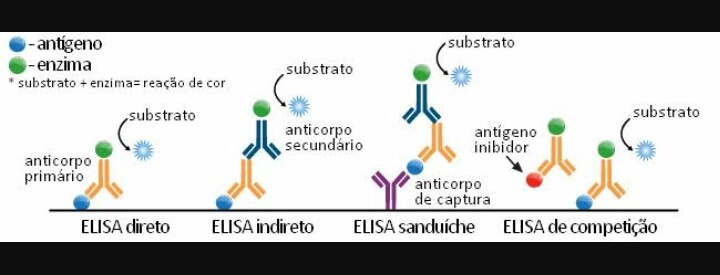 -antígeno
-enzima
* substrato + enzima= reação de cor
substrato
anticorpo
primário
ELISA direto
substrato
anticorpo
secundário
ELISA indireto
substrato
anticorpo
de captura
ELISA sanduíche
antígeno
inibidor
substrato
ELISA de competição